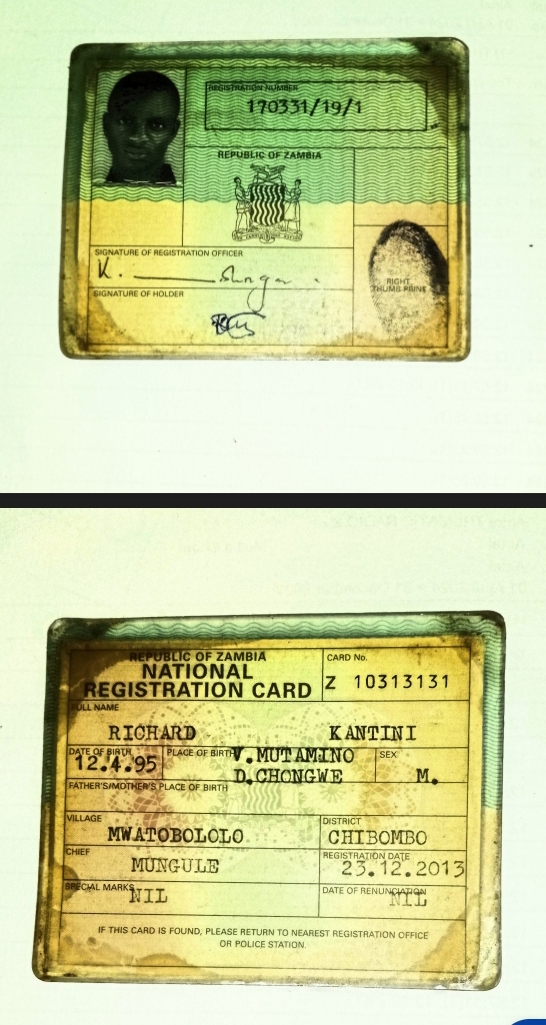 REGISTRATION NUMBER
170331/19/1
REPUBLIC OF ZAMBIA
SIGNATURE OF REGISTRATION OFFICER
K.
SIGNATURE OF HOLDER
RIGHT
THUMB PRINT
REPUBLIC OF ZAMBIA
NATIONAL
REGISTRATION CARD
CARD No.
Z 10313131
FULL NAME
RICHARD KANTINI
DATE OF BIRTH
12.4.95
PLACE OF BIRTH
V.MUTAMINO
D.CHONGWE
SEX
M.
FATHER'S/MOTHER'S PLACE OF BIRTH
VILLAGE
MWATOBOLOLO
DISTRICT
CHIBOMBO
CHIEF
MUNGULE
REGISTRATION DATE
23.12.2013
SPECIAL MARKS
NIL
DATE OF RENUNCIATION
NIL
IF THIS CARD IS FOUND, PLEASE RETURN TO NEAREST REGISTRATION OFFICE
OR POLICE STATION.